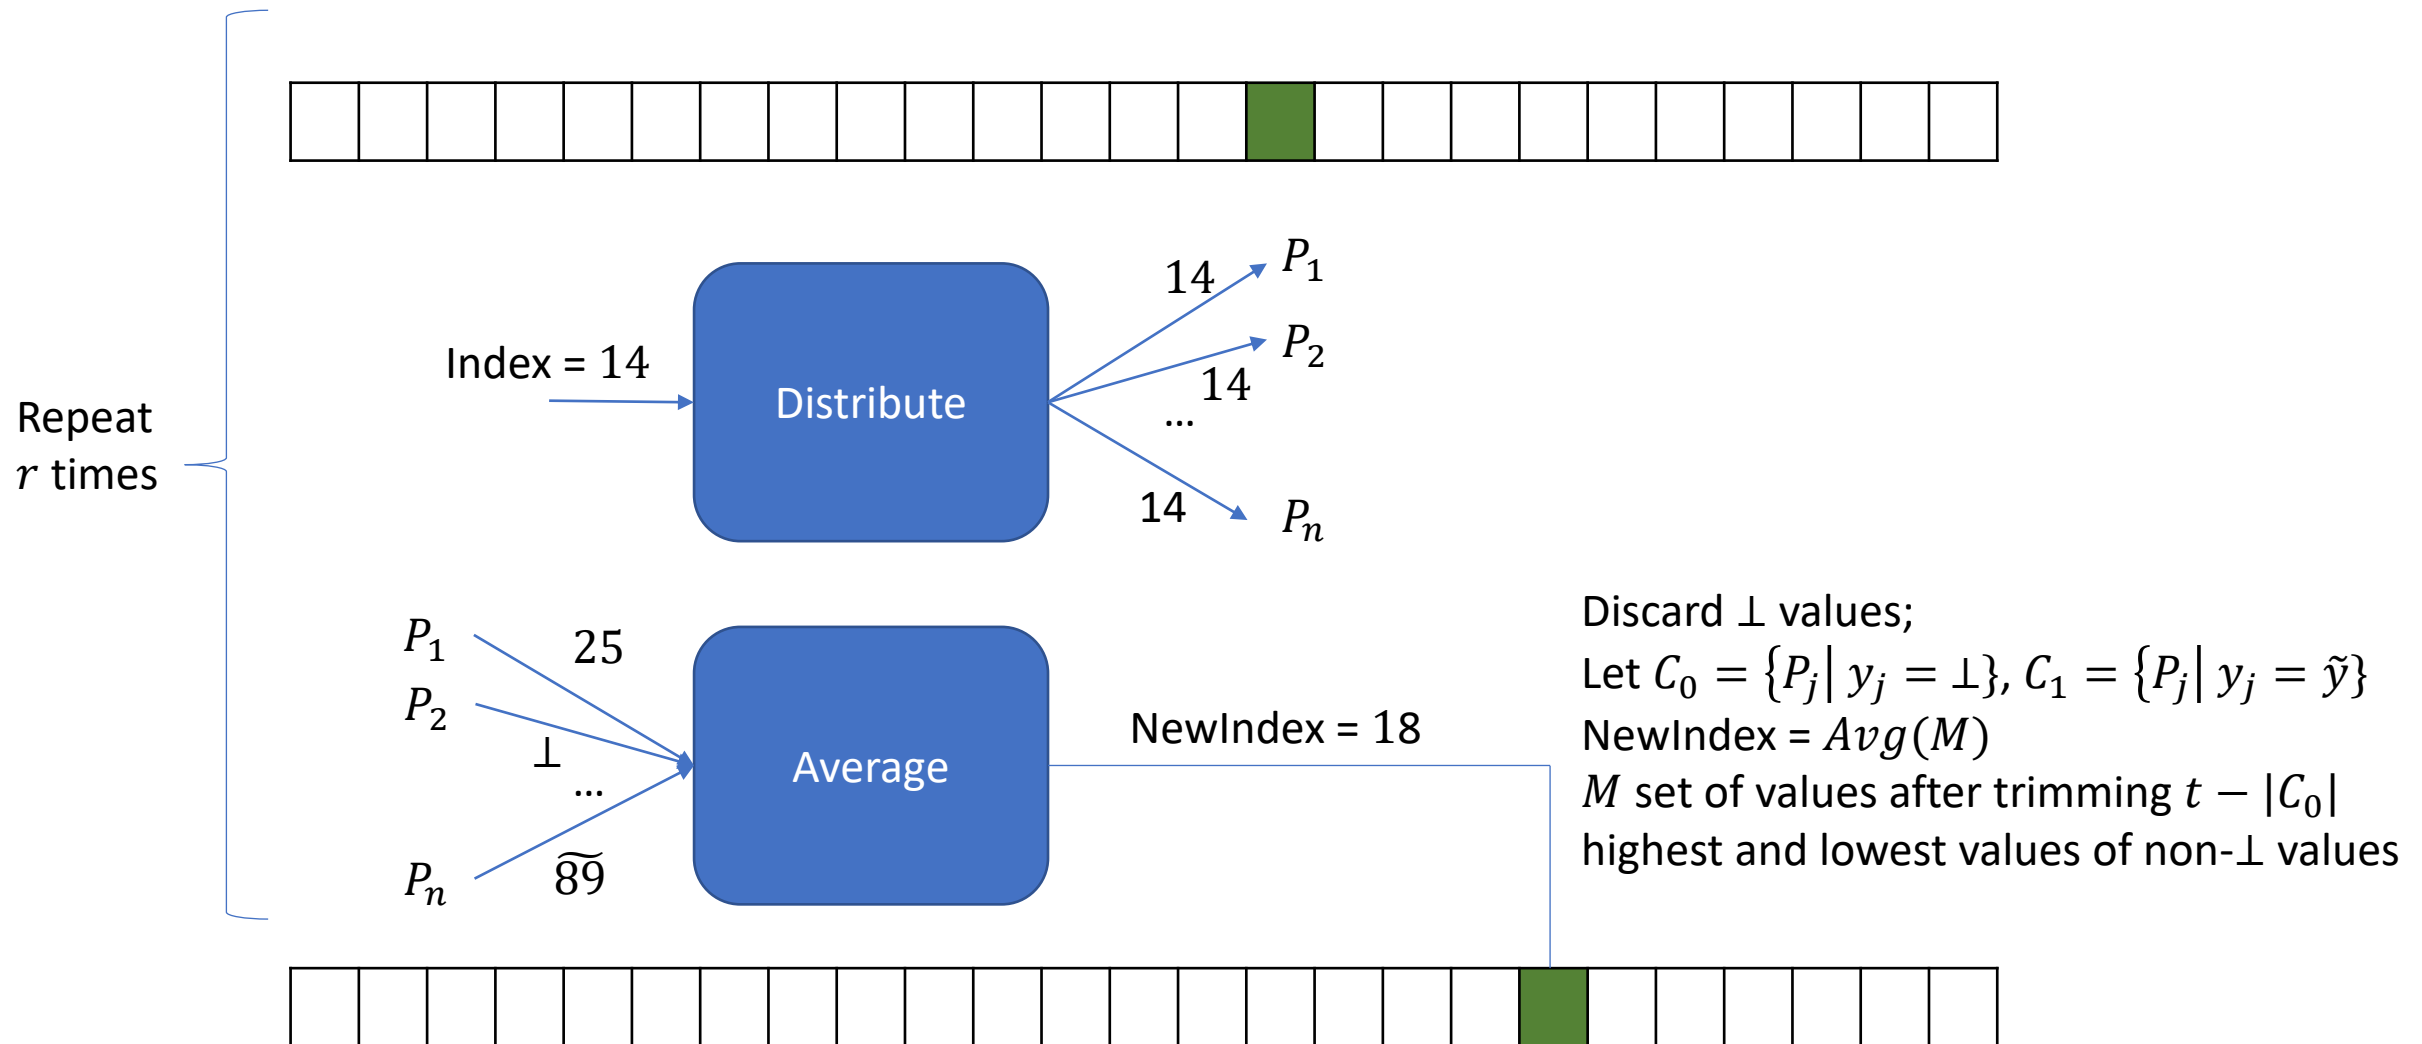 Repeat
r times
Index = 14
Distribute
14
P₁
14
P₂
...
14
Pₙ
P₁
25
P₂
⊥
...
Pₙ
8͠9
Average
NewIndex = 18
Discard ⊥ values;
Let C₀ = {Pⱼ| yⱼ = ⊥}, C₁ = {Pⱼ| yⱼ = ỹ}
NewIndex = Avg(M)
M set of values after trimming t − |C₀|
highest and lowest values of non-⊥ values